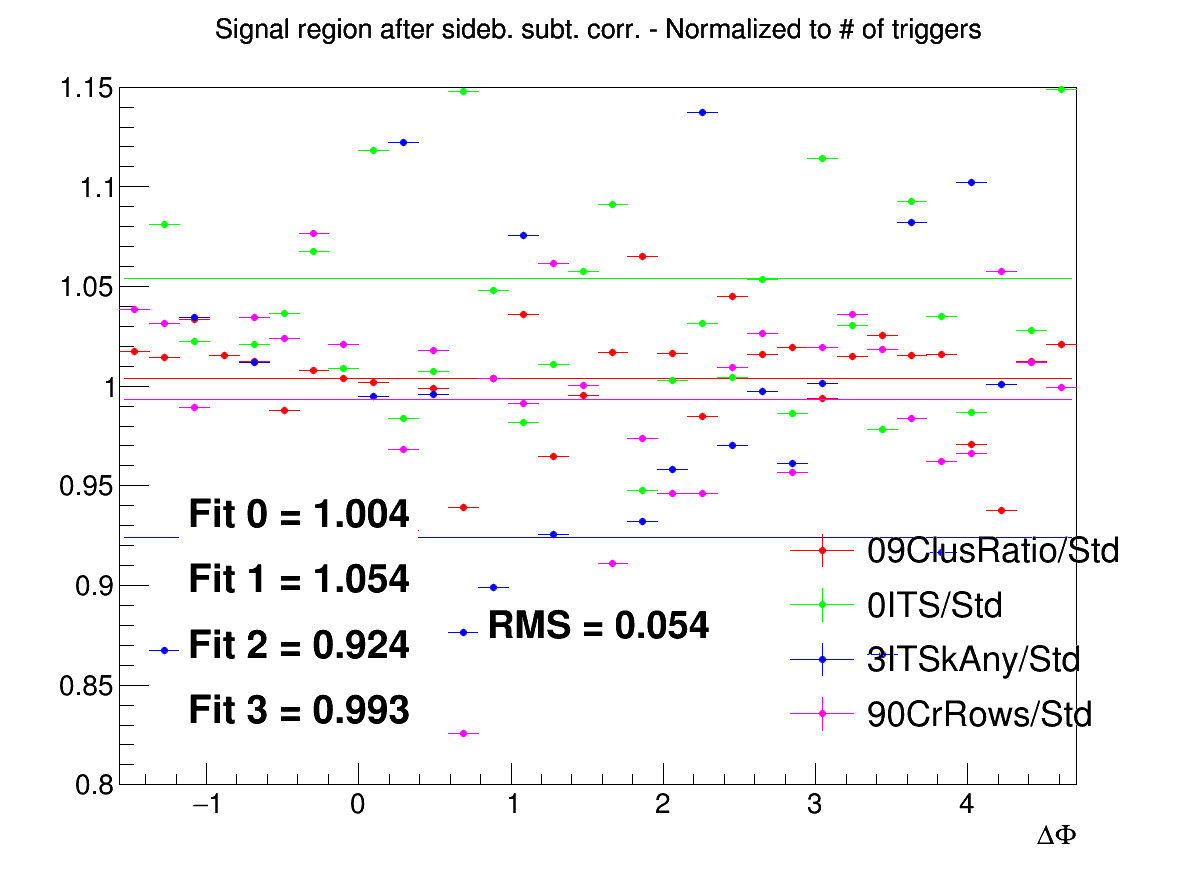 Signal region after sideb. subt. corr. - Normalized to # of triggers
1.15
1.1
1.05
1
0.95
0.9
0.85
0.8
Fit 0 = 1.004
Fit 1 = 1.054
Fit 2 = 0.924
Fit 3 = 0.993
RMS = 0.054
09ClusRatio/Std
0ITS/Std
3ITSkAny/Std
90CrRows/Std
−1 0 1 2 3 4
ΔΦ